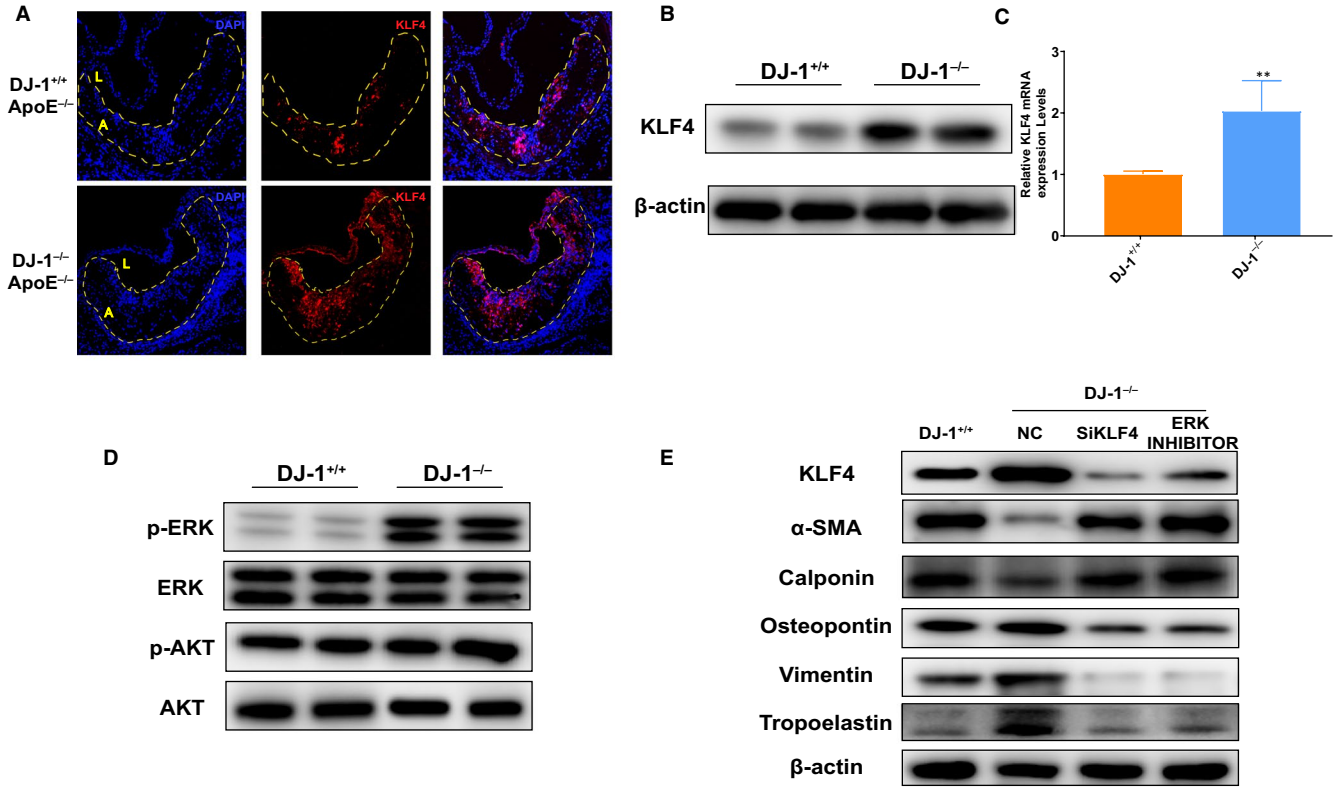 A
DAPI
KLF4
DJ-1+/+
ApoE–/–
L
A
DAPI
KLF4
DJ-1–/–
ApoE–/–
L
A
B
DJ-1+/+ DJ-1–/–
KLF4
β-actin
C
Relative KLF4 mRNA
expression Levels
3
2
1
0
**
DJ-1+/+
DJ-1–/–
D
DJ-1+/+ DJ-1–/–
p-ERK
ERK
p-AKT
AKT
E
DJ-1–/–
DJ-1+/+ NC SiKLF4 ERK
INHIBITOR
KLF4
α-SMA
Calponin
Osteopontin
Vimentin
Tropoelastin
β-actin